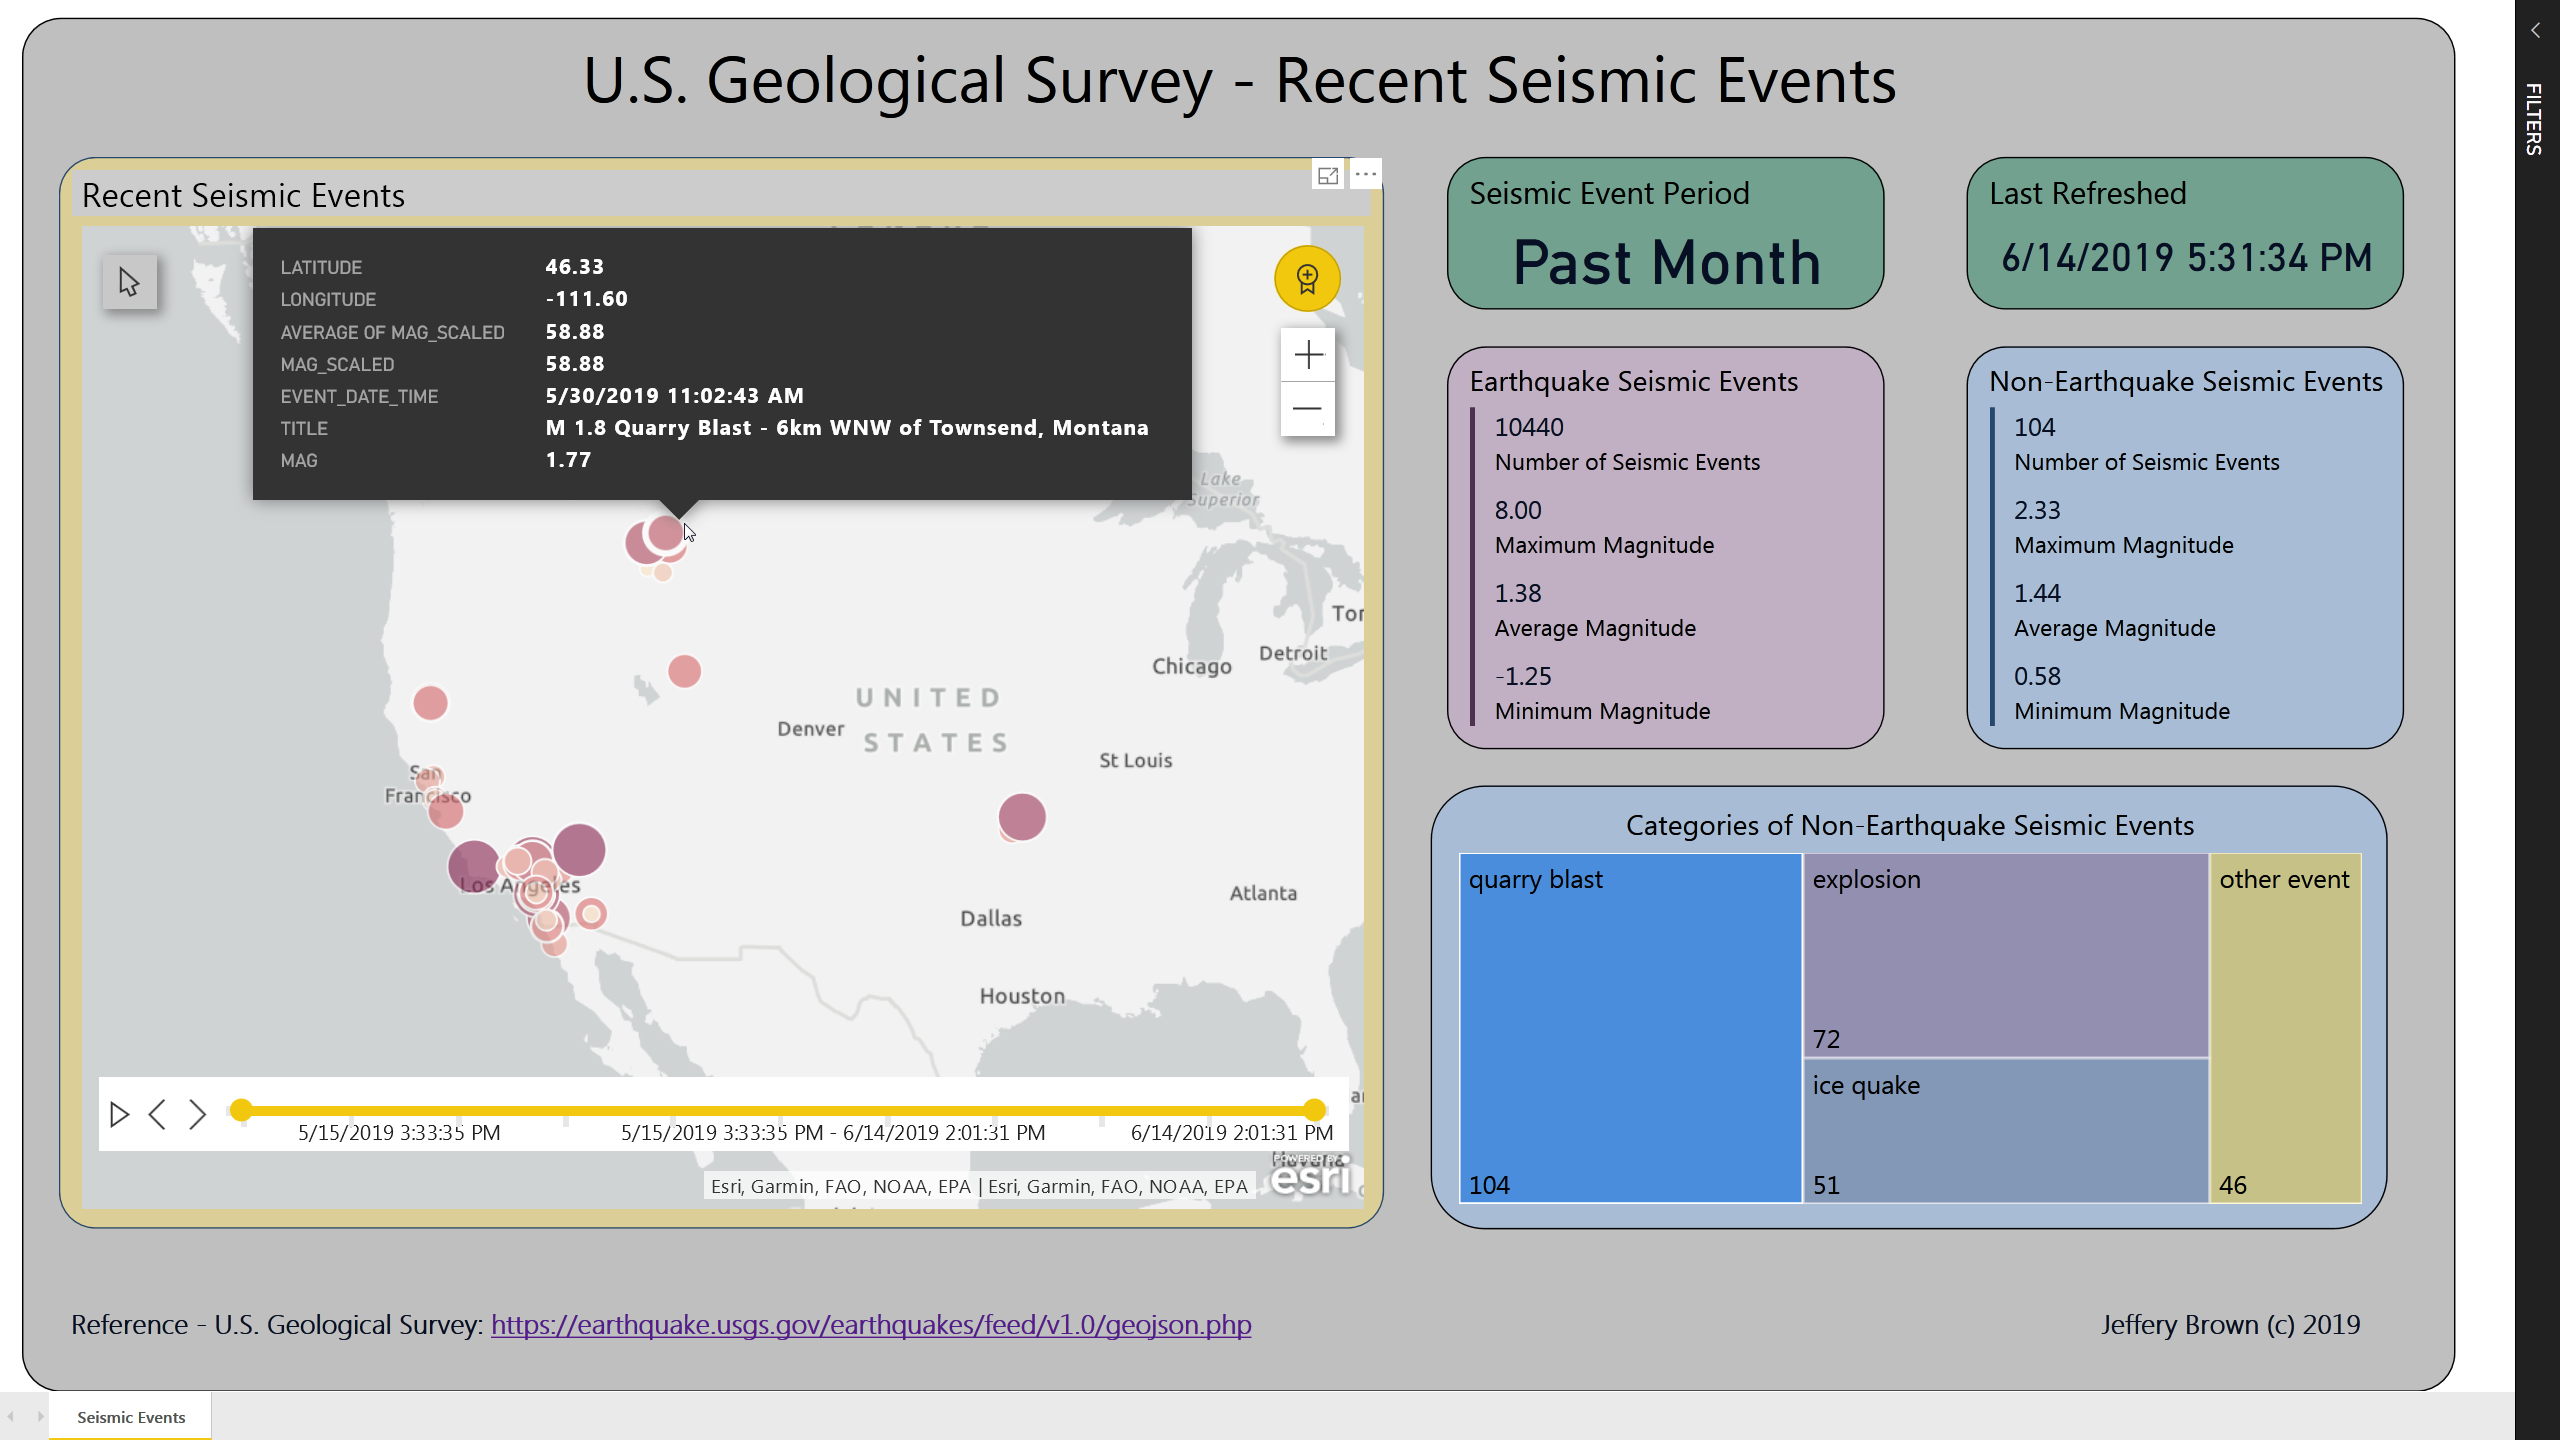 U.S. Geological Survey - Recent Seismic Events
FILTERS
Recent Seismic Events
LATITUDE 46.33
LONGITUDE -111.60
AVERAGE OF MAG_SCALED 58.88
MAG_SCALED 58.88
EVENT_DATE_TIME 5/30/2019 11:02:43 AM
TITLE M 1.8 Quarry Blast - 6km WNW of Townsend, Montana
MAG 1.77
Lake
Superior
Tor
Detroit
Chicago
UNITED
STATES
Denver
St Louis
San
Francisco
Los Angeles
Atlanta
Dallas
Houston
5/15/2019 3:33:35 PM
5/15/2019 3:33:35 PM - 6/14/2019 2:01:31 PM
6/14/2019 2:01:31 PM
Havana
POWERED BY
esri
Esri, Garmin, FAO, NOAA, EPA | Esri, Garmin, FAO, NOAA, EPA
Seismic Event Period
Past Month
Last Refreshed
6/14/2019 5:31:34 PM
Earthquake Seismic Events
10440
Number of Seismic Events
8.00
Maximum Magnitude
1.38
Average Magnitude
-1.25
Minimum Magnitude
Non-Earthquake Seismic Events
104
Number of Seismic Events
2.33
Maximum Magnitude
1.44
Average Magnitude
0.58
Minimum Magnitude
Categories of Non-Earthquake Seismic Events
quarry blast
104
explosion
72
ice quake
51
other event
46
Reference - U.S. Geological Survey: https://earthquake.usgs.gov/earthquakes/feed/v1.0/geojson.php
Jeffery Brown (c) 2019
Seismic Events